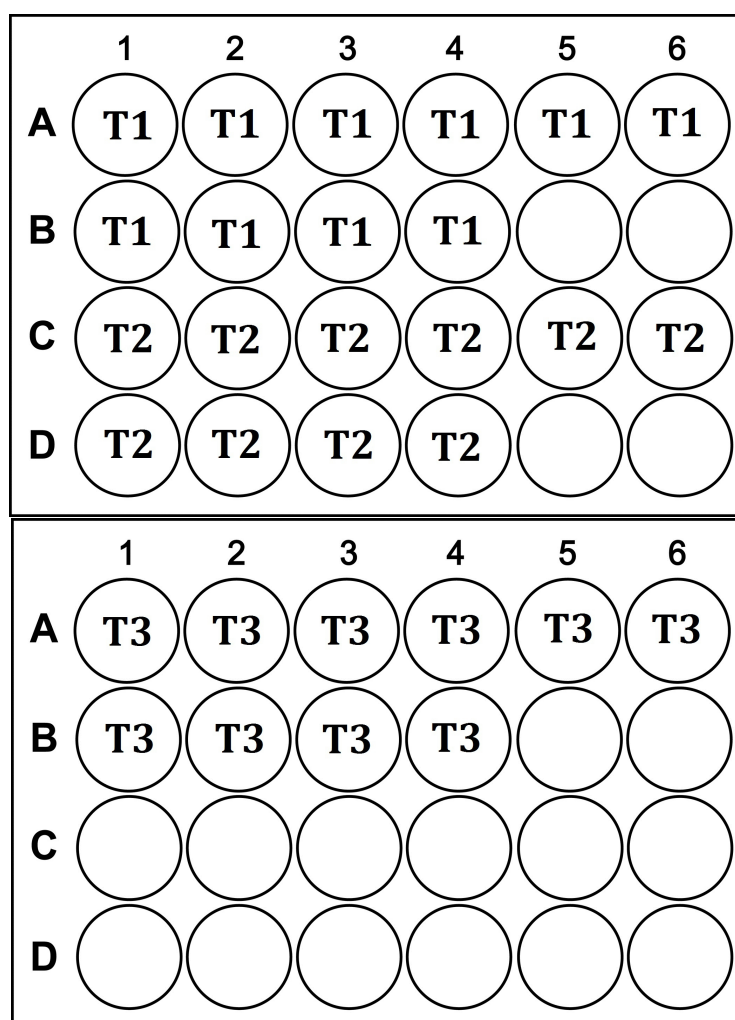 1 2 3 4 5 6
A T1 T1 T1 T1 T1 T1
B T1 T1 T1 T1
C T2 T2 T2 T2 T2 T2
D T2 T2 T2 T2
1 2 3 4 5 6
A T3 T3 T3 T3 T3 T3
B T3 T3 T3 T3
C
D